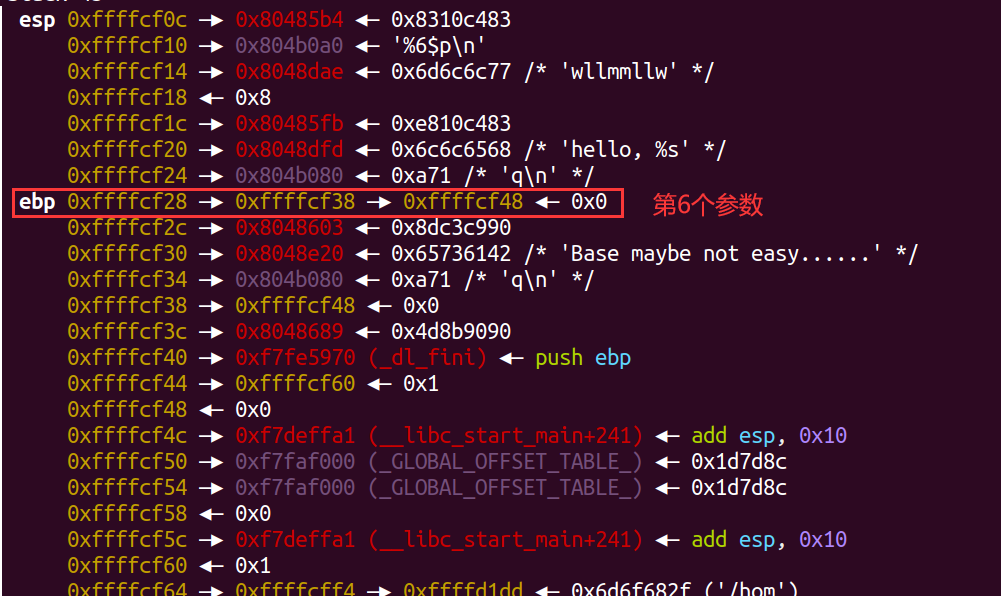 esp 0xffffcf0c —▸ 0x80485b4 ◂— 0x8310c483
0xffffcf10 —▸ 0x804b0a0 ◂— '%6$p\n'
0xffffcf14 —▸ 0x8048dae ◂— 0x6d6c6c77 /* 'wllmmllw' */
0xffffcf18 ◂— 0x8
0xffffcf1c —▸ 0x80485fb ◂— 0xe810c483
0xffffcf20 —▸ 0x8048dfd ◂— 0x6c6c6568 /* 'hello, %s' */
0xffffcf24 —▸ 0x804b080 ◂— 0xa71 /* 'q\n' */
ebp 0xffffcf28 —▸ 0xffffcf38 —▸ 0xffffcf48 ◂— 0x0 第6个参数
0xffffcf2c —▸ 0x8048603 ◂— 0x8dc3c990
0xffffcf30 —▸ 0x8048e20 ◂— 0x65736142 /* 'Base maybe not easy......' */
0xffffcf34 —▸ 0x804b080 ◂— 0xa71 /* 'q\n' */
0xffffcf38 —▸ 0xffffcf48 ◂— 0x0
0xffffcf3c —▸ 0x8048689 ◂— 0x4d8b9090
0xffffcf40 —▸ 0xf7fe5970 (_dl_fini) ◂— push ebp
0xffffcf44 —▸ 0xffffcf60 ◂— 0x1
0xffffcf48 ◂— 0x0
0xffffcf4c —▸ 0xf7deffa1 (__libc_start_main+241) ◂— add esp, 0x10
0xffffcf50 —▸ 0xf7faf000 (_GLOBAL_OFFSET_TABLE_) ◂— 0x1d7d8c
0xffffcf54 —▸ 0xf7faf000 (_GLOBAL_OFFSET_TABLE_) ◂— 0x1d7d8c
0xffffcf58 ◂— 0x0
0xffffcf5c —▸ 0xf7deffa1 (__libc_start_main+241) ◂— add esp, 0x10
0xffffcf60 ◂— 0x1
0xffffcf64 —▸ 0xffffcff4 —▸ 0xffffd1dd ◂— 0x6d6f682f ('/hom')